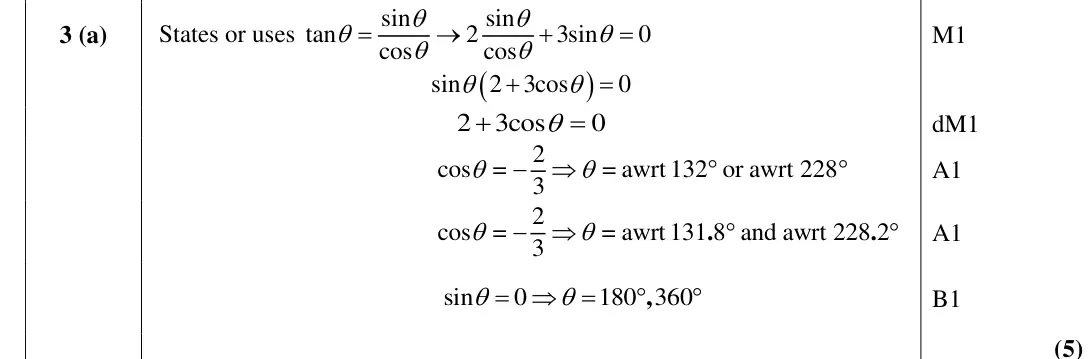 3 (a) States or uses tanθ = sinθ/cosθ → 2 sinθ/cosθ + 3sinθ = 0 M1
sinθ(2 + 3cosθ) = 0
2 + 3cosθ = 0 dM1
cosθ = −2/3 ⇒ θ = awrt 132° or awrt 228° A1
cosθ = −2/3 ⇒ θ = awrt 131.8° and awrt 228.2° A1
sinθ = 0 ⇒ θ = 180°,360° B1
(5)